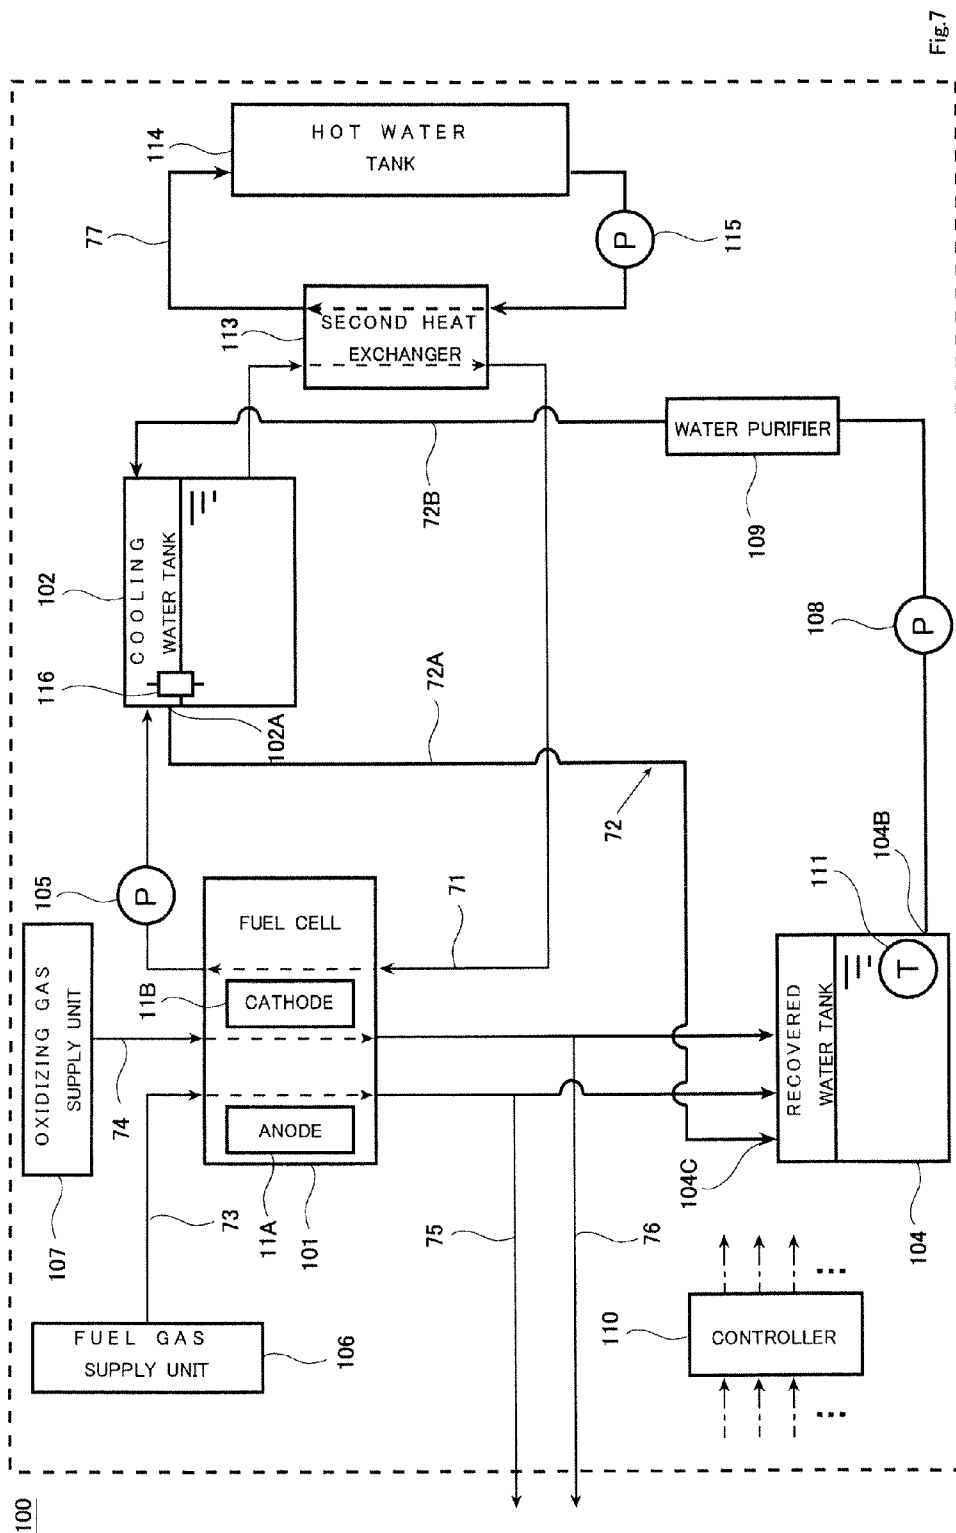 Fig.7
100
114
HOT WATER
TANK
77
P
115
113
SECOND HEAT
EXCHANGER
WATER PURIFIER
109
72B
102
COOLING
WATER TANK
116
102A
72A
72
108
P
105
P
71
104B
111
T
RECOVERED
WATER TANK
104
104C
107
OXIDIZING GAS
SUPPLY UNIT
74
FUEL CELL
11B
CATHODE
ANODE
11A
101
73
75
76
FUEL GAS
SUPPLY UNIT
106
110
CONTROLLER